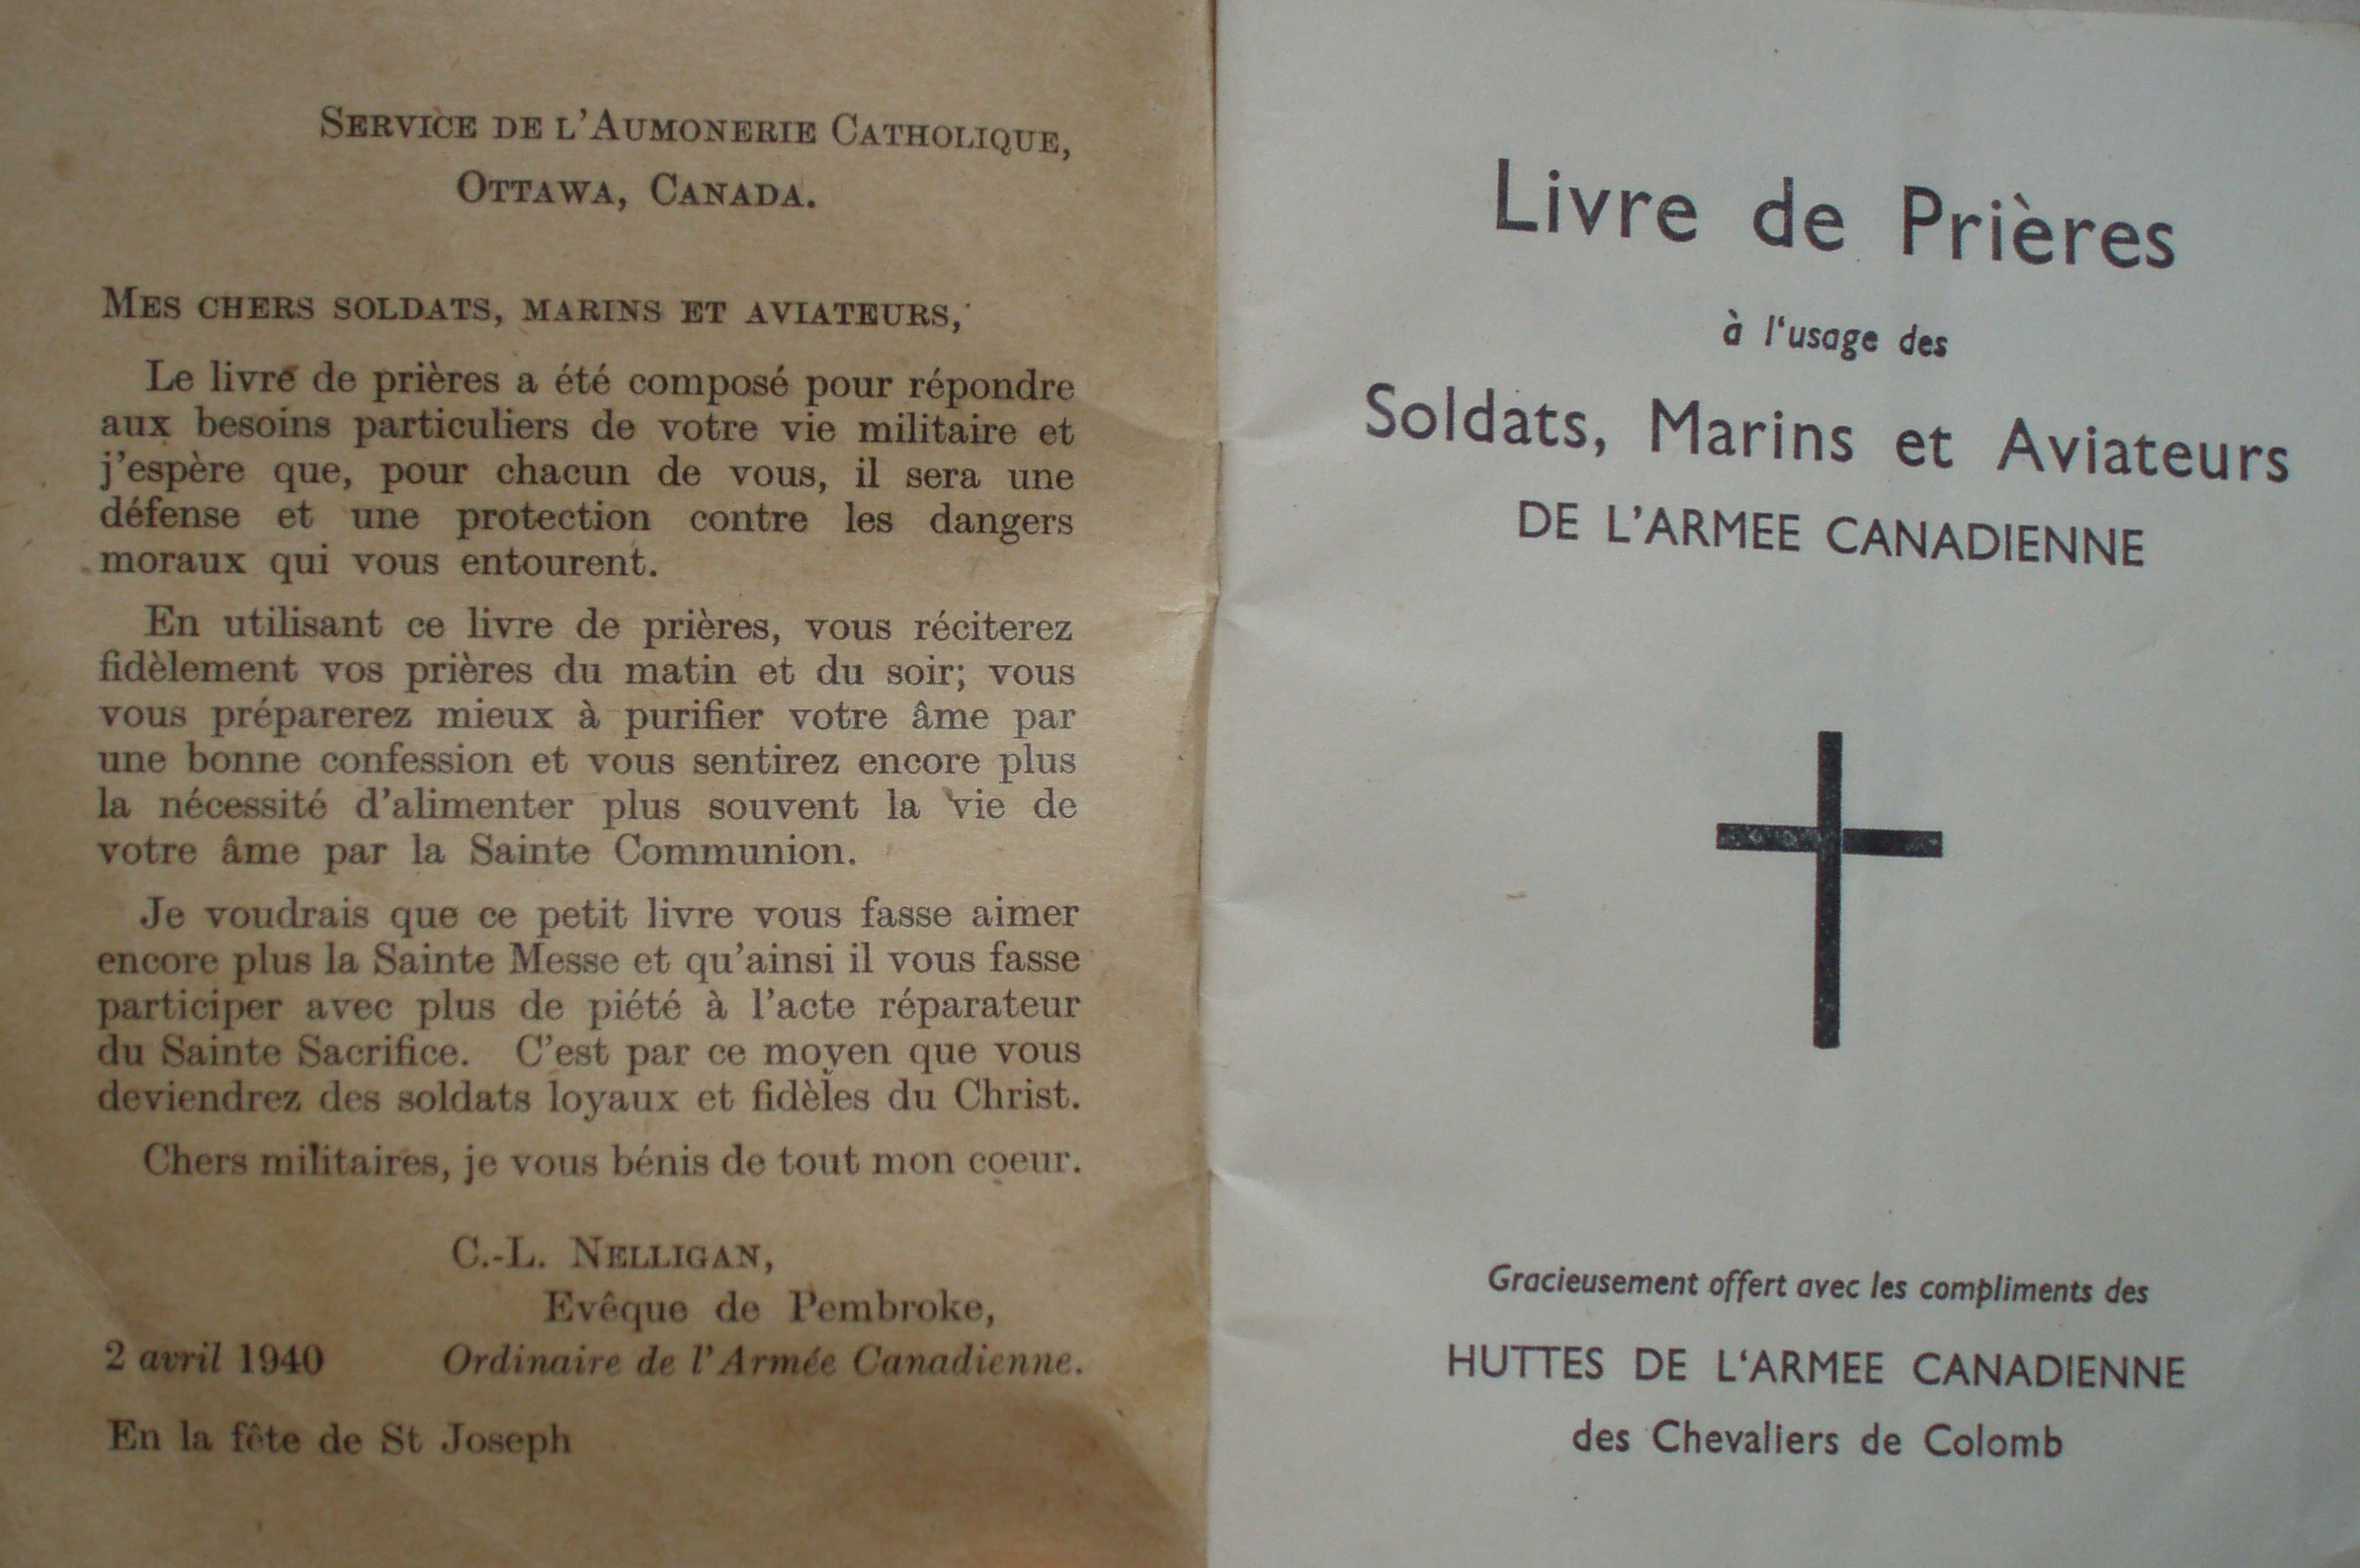 SERVICE DE L'AUMONERIE CATHOLIQUE,
OTTAWA, CANADA.
MES CHERS SOLDATS, MARINS ET AVIATEURS,
Le livre de prières a été composé pour répondre
aux besoins particuliers de votre vie militaire et
j'espère que, pour chacun de vous, il sera une
défense et une protection contre les dangers
moraux qui vous entourent.
En utilisant ce livre de prières, vous réciterez
fidèlement vos prières du matin et du soir; vous
vous préparerez mieux à purifier votre âme par
une bonne confession et vous sentirez encore plus
la nécessité d'alimenter plus souvent la vie de
votre âme par la Sainte Communion.
Je voudrais que ce petit livre vous fasse aimer
encore plus la Sainte Messe et qu'ainsi il vous fasse
participer avec plus de piété à l'acte réparateur
du Sainte Sacrifice. C'est par ce moyen que vous
deviendrez des soldats loyaux et fidèles du Christ.
Chers militaires, je vous bénis de tout mon coeur.
C.-L. NELLIGAN,
Evêque de Pembroke,
2 avril 1940 Ordinaire de l'Armée Canadienne.
En la fête de St Joseph
Livre de Prières
à l‘usage des
Soldats, Marins et Aviateurs
DE L’ARMEE CANADIENNE
Gracieusement offert avec les compliments des
HUTTES DE L‘ARMEE CANADIENNE
des Chevaliers de Colomb